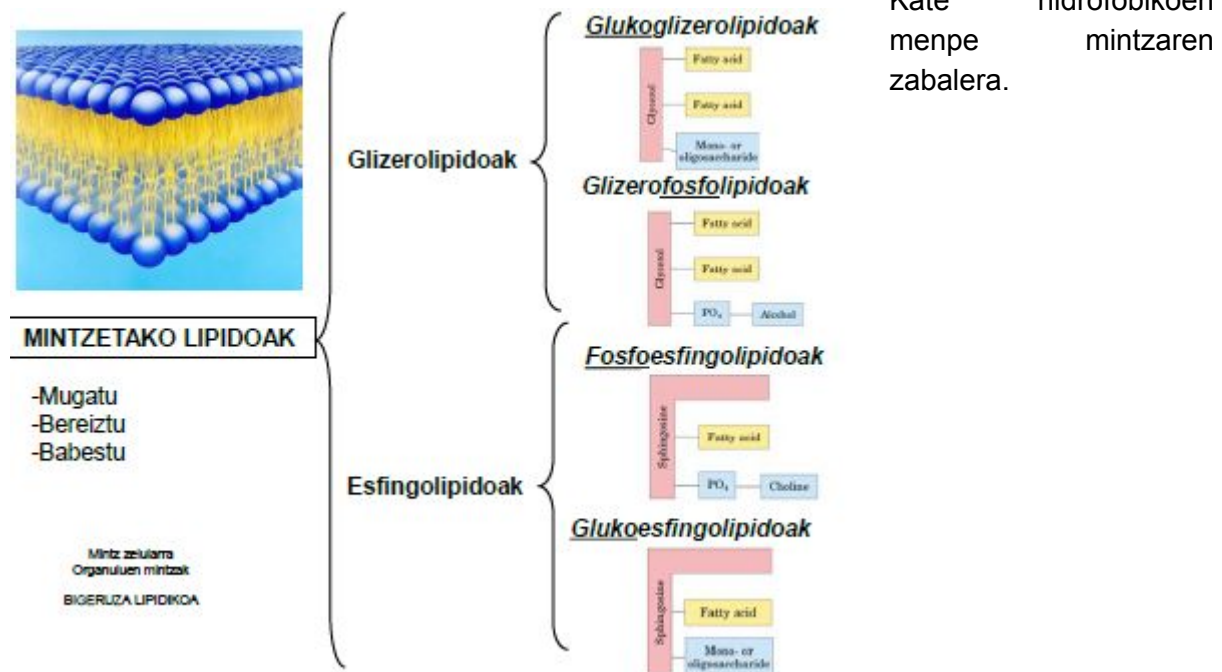 Kate hidrofobikoen
menpe mintzaren
zabalera.
Glukoglizerolipidoak
Fatty acid
Fatty acid
Glycerol
Mono- or
oligosaccharide
Glizerolipidoak
Glizerofosfolipidoak
Fatty acid
Fatty acid
Glycerol
PO₄
Alcohol
MINTZETAKO LIPIDOAK
-Mugatu
-Bereiztu
-Babestu
Fosfoesfingolipidoak
Sphingosine
Fatty acid
PO₄
Choline
Esfingolipidoak
Glukoesfingolipidoak
Sphingosine
Fatty acid
Mono- or
oligosaccharide
Mintz zelularra
Organuluen mintzak
BIGERUZA LIPIDIKOA